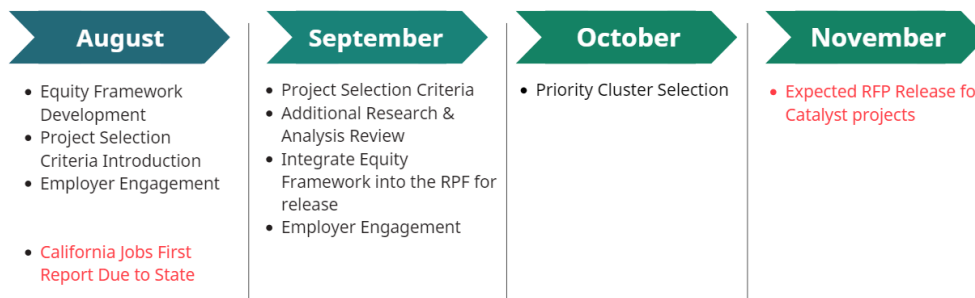 August
Equity Framework
Development
Project Selection
Criteria Introduction
Employer Engagement
California Jobs First
Report Due to State
September
Project Selection Criteria
Additional Research &
Analysis Review
Integrate Equity
Framework into the RPF for
release
Employer Engagement
October
Priority Cluster Selection
November
Expected RFP Release fo
Catalyst projects